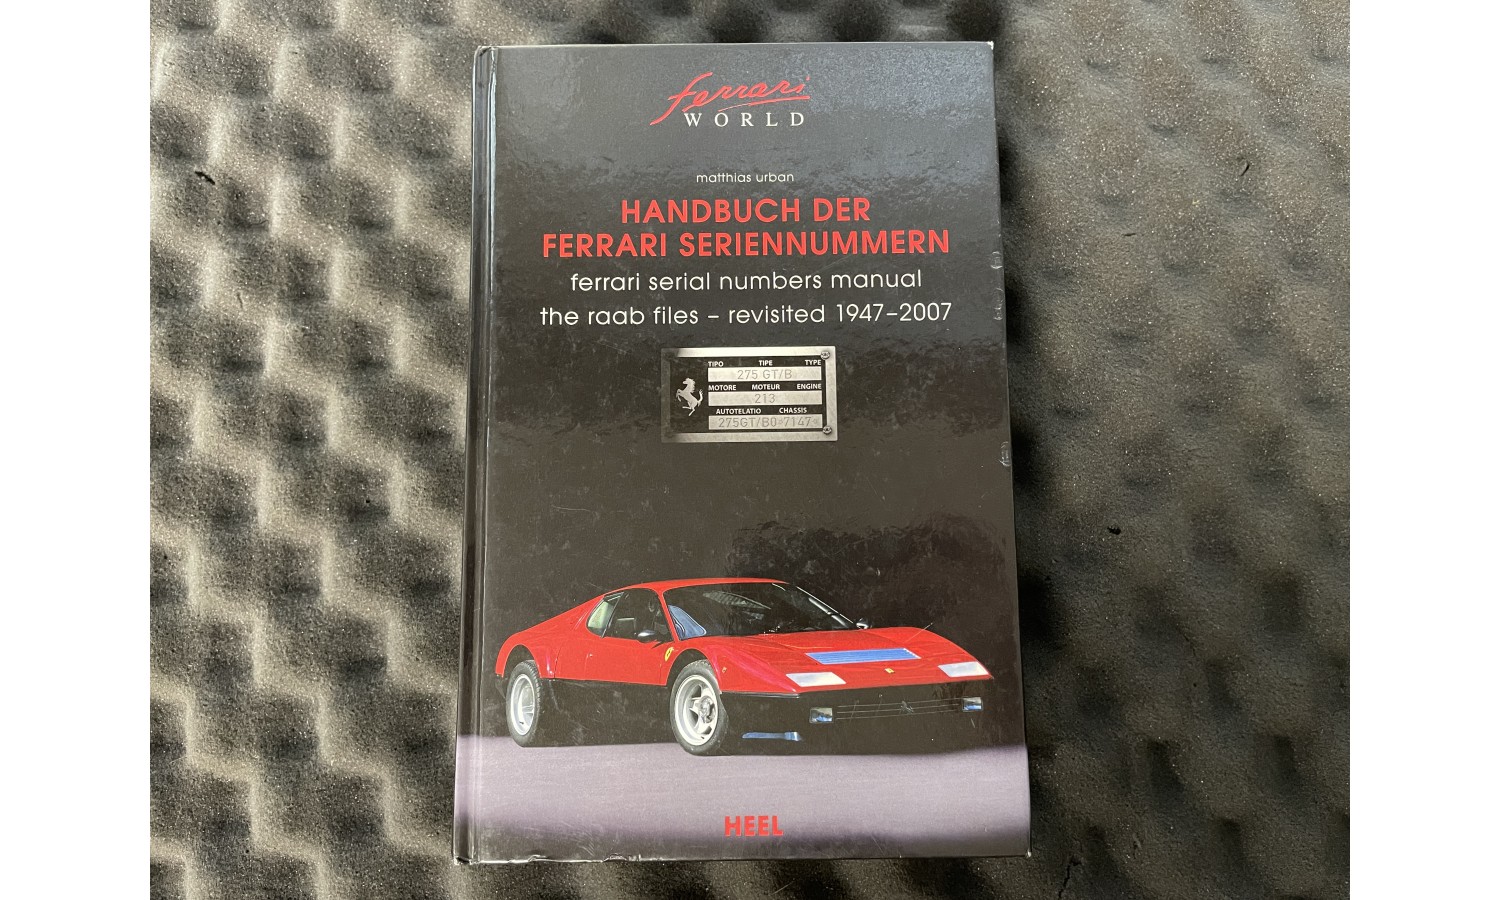 Ferrari
WORLD
matthias urban
HANDBUCH DER
FERRARI SERIENNUMMERN
ferrari serial numbers manual
the raab files – revisited 1947–2007
TIPO TIPE TYPE
275 GT/B
MOTORE MOTEUR ENGINE
213
AUTOTELATIO CHASSIS
275GT/B0*7147*
HEEL